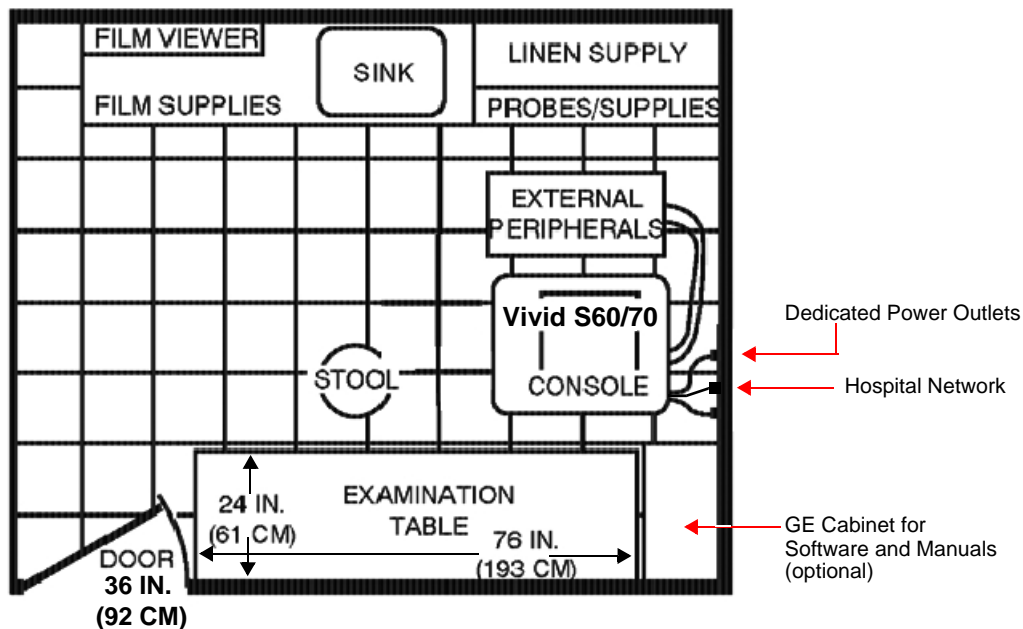 FILM VIEWER
SINK
LINEN SUPPLY
FILM SUPPLIES
PROBES/SUPPLIES
EXTERNAL
PERIPHERALS
Vivid S60/70
CONSOLE
STOOL
Dedicated Power Outlets
Hospital Network
EXAMINATION
TABLE
24 IN.
(61 CM)
76 IN.
(193 CM)
DOOR
36 IN.
(92 CM)
GE Cabinet for
Software and Manuals
(optional)